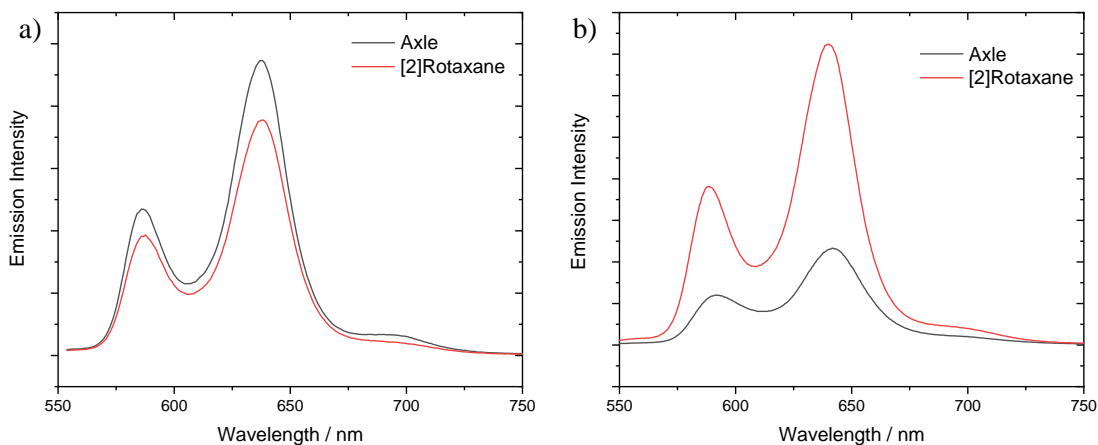 a)
Axle
[2]Rotaxane
Emission Intensity
550 600 650 700 750
Wavelength / nm
b)
Axle
[2]Rotaxane
Emission Intensity
550 600 650 700 750
Wavelength / nm